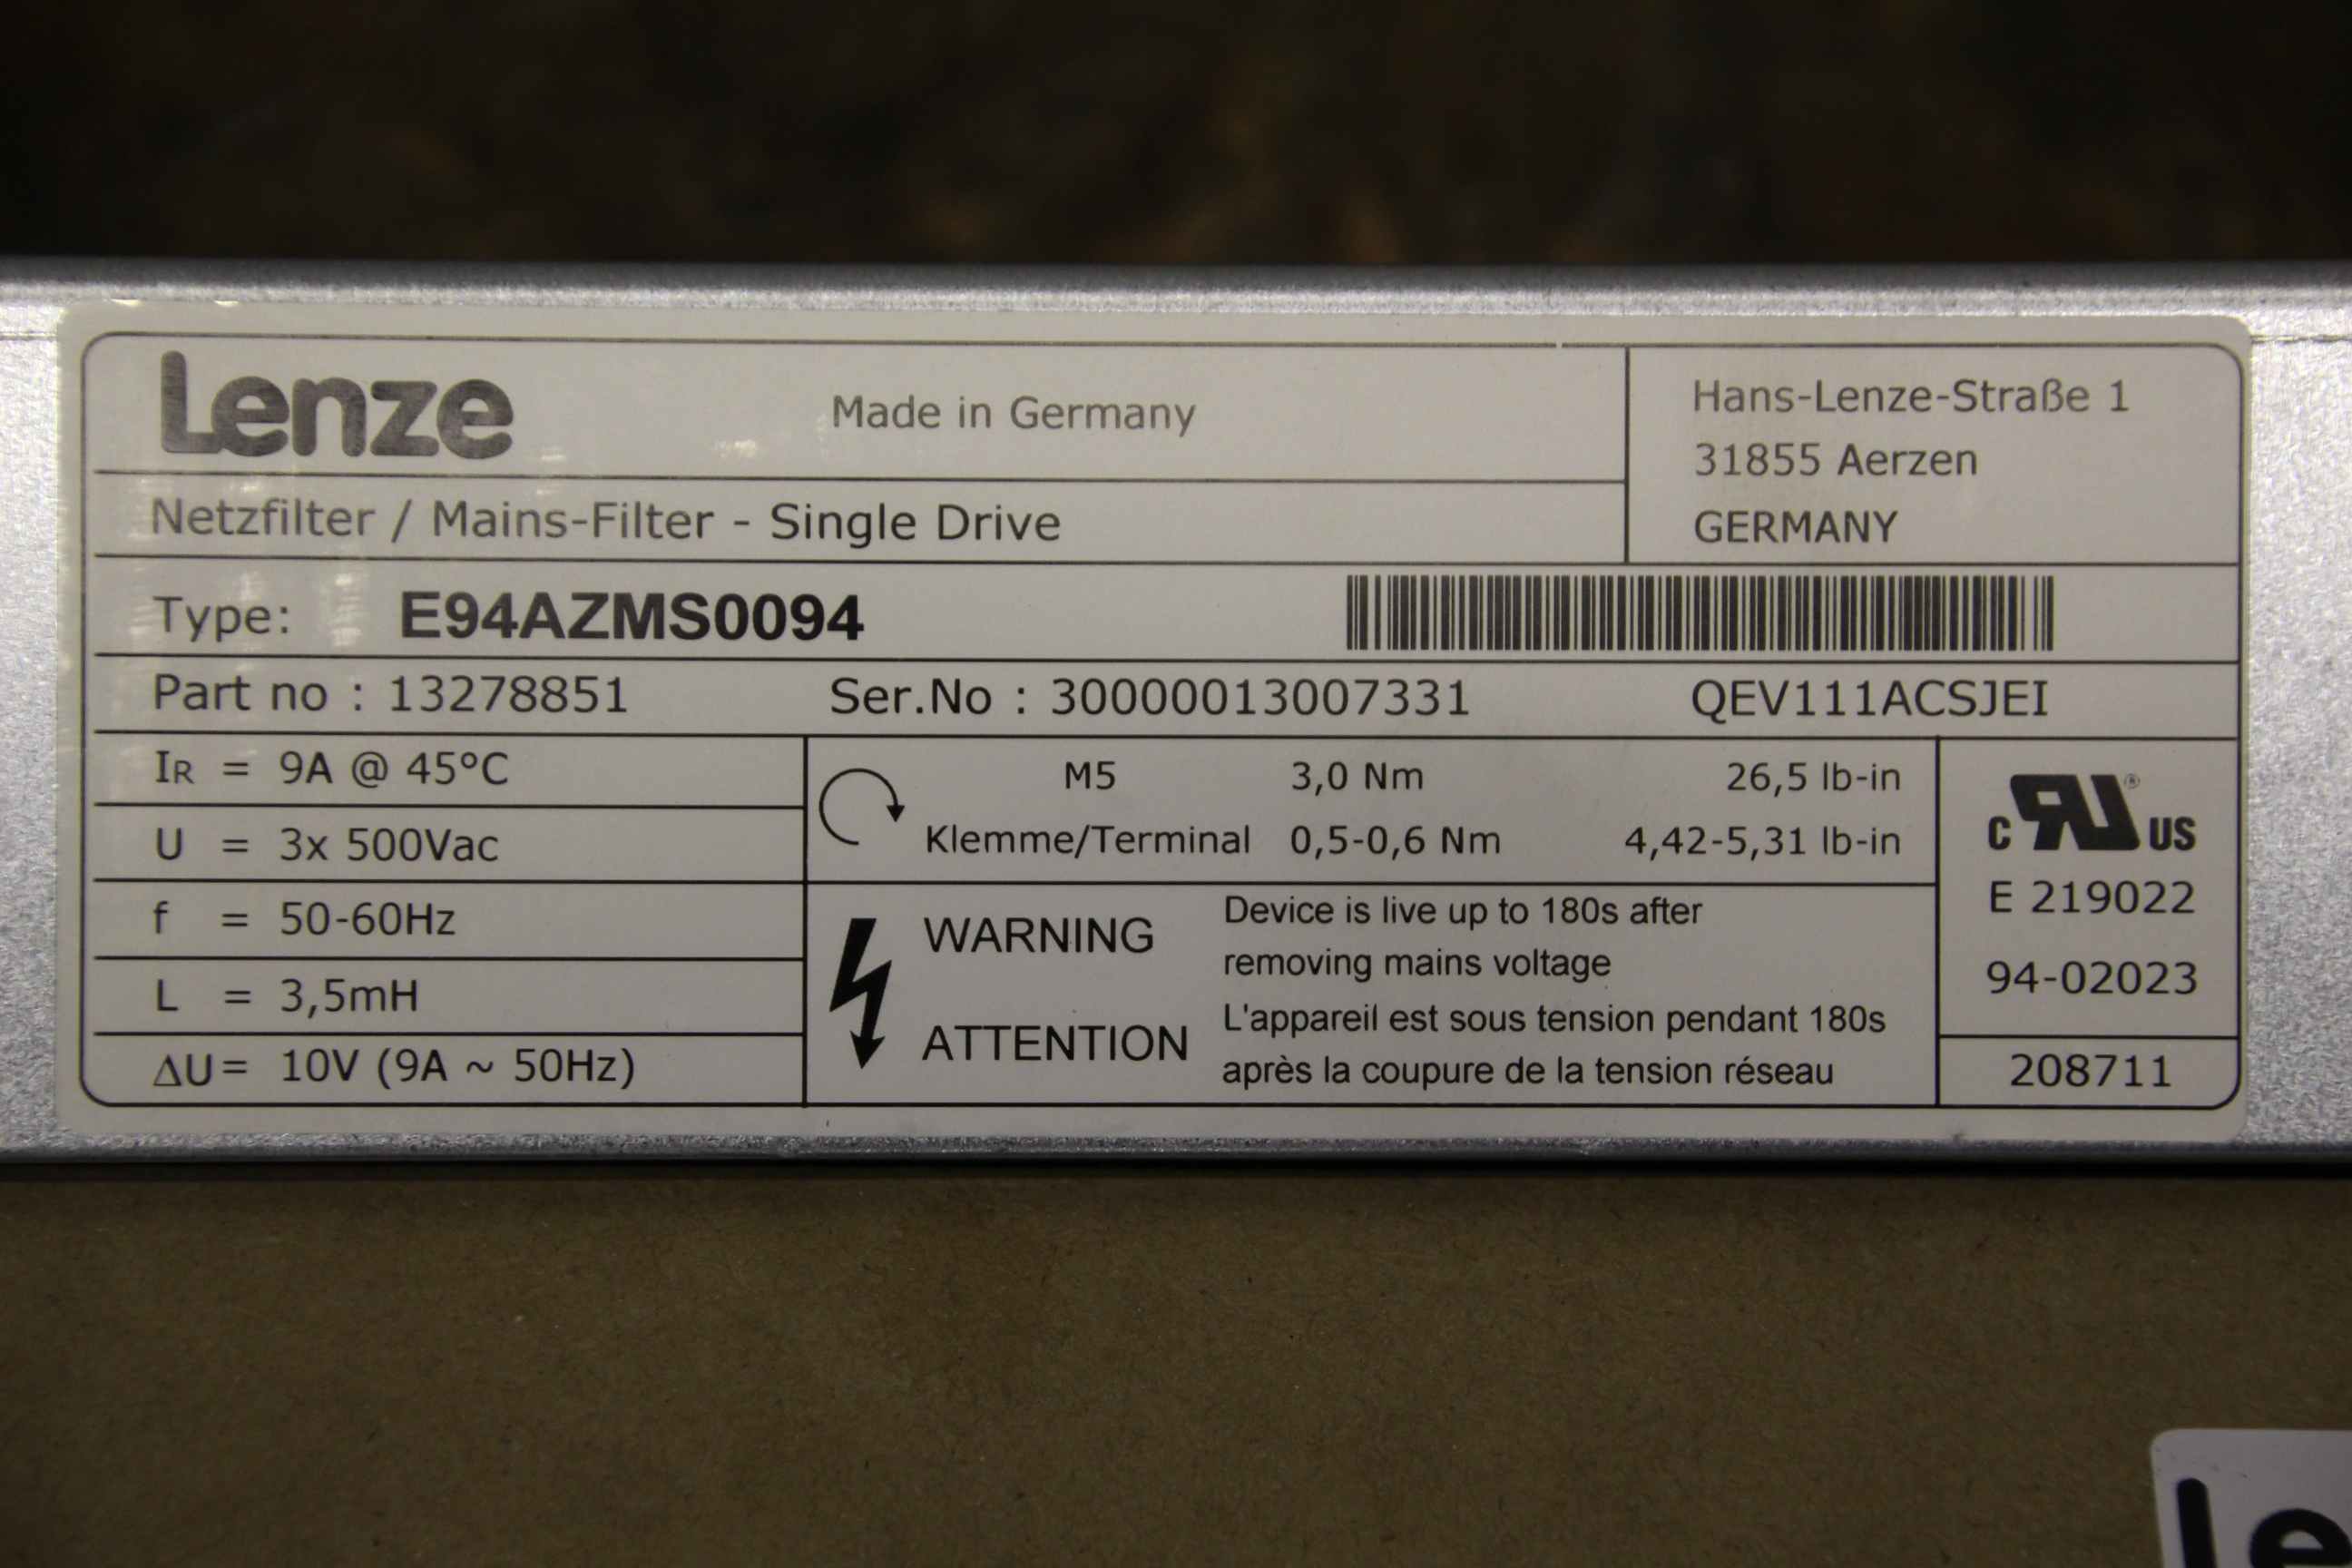 Lenze
Made in Germany
Hans-Lenze-Straße 1
31855 Aerzen
GERMANY
Netzfilter / Mains-Filter - Single Drive
Type: E94AZMS0094
Part no : 13278851 Ser.No : 30000013007331 QEV111ACSJEI
IR = 9A @ 45°C
U = 3x 500Vac
f = 50-60Hz
L = 3,5mH
ΔU= 10V (9A ~ 50Hz)
M5 3,0 Nm 26,5 lb-in
Klemme/Terminal 0,5-0,6 Nm 4,42-5,31 lb-in
WARNING
Device is live up to 180s after
removing mains voltage
ATTENTION
L'appareil est sous tension pendant 180s
après la coupure de la tension réseau
c RU ® US
E 219022
94-02023
208711
Le